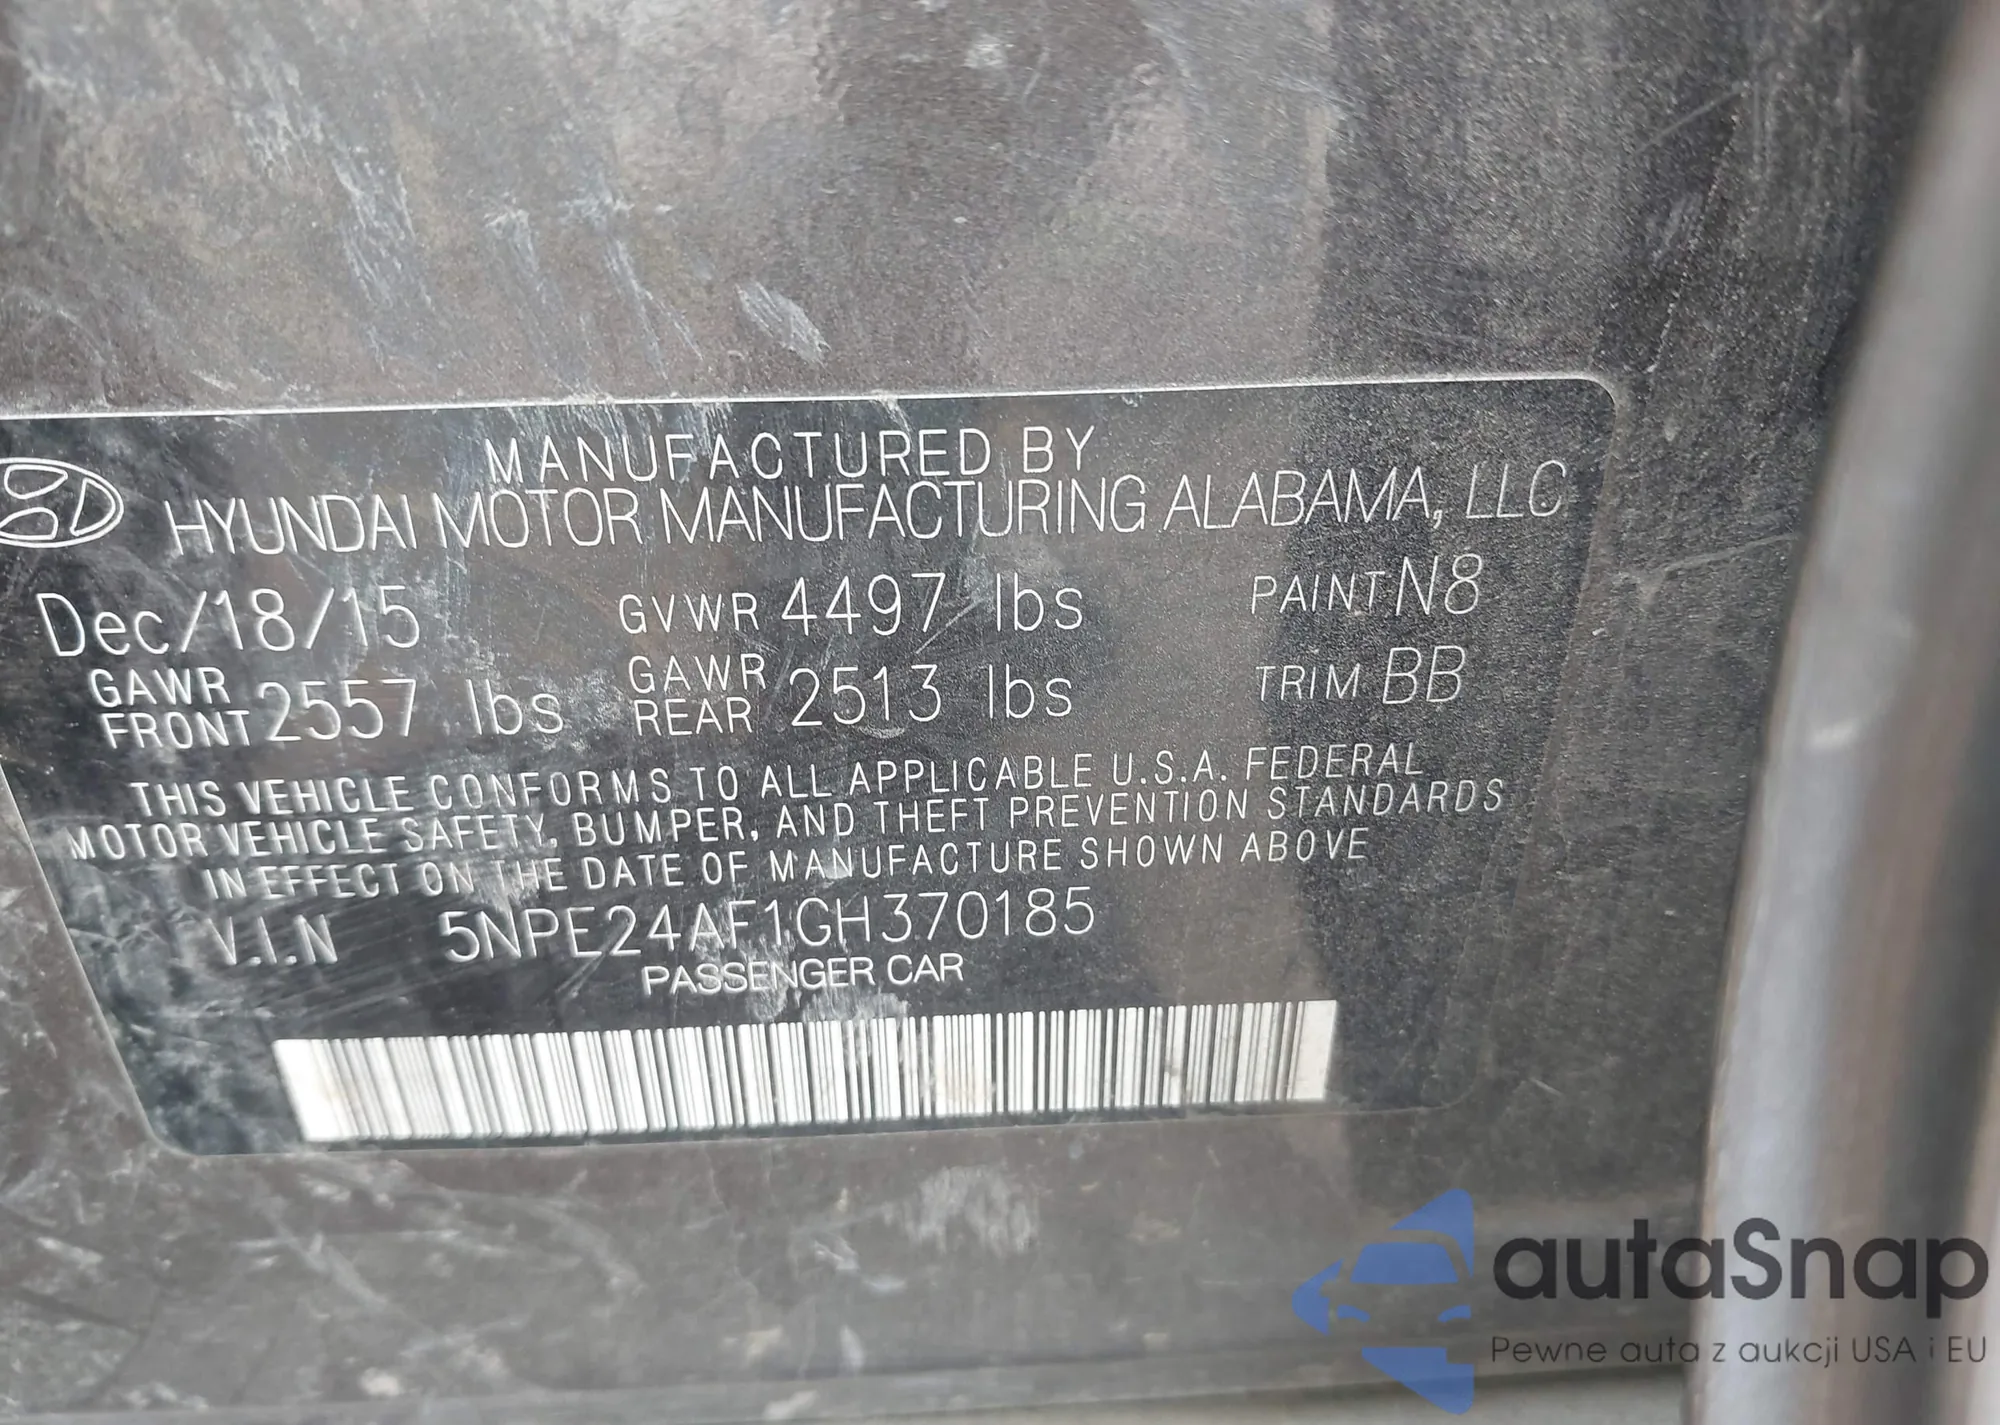 MANUFACTURED BY
HYUNDAI MOTOR MANUFACTURING ALABAMA, LLC
Dec/18/15 GVWR 4497 lbs PAINT N8
GAWR FRONT 2557 lbs GAWR REAR 2513 lbs TRIM BB
THIS VEHICLE CONFORMS TO ALL APPLICABLE U.S.A. FEDERAL
MOTOR VEHICLE SAFETY, BUMPER, AND THEFT PREVENTION STANDARDS
IN EFFECT ON THE DATE OF MANUFACTURE SHOWN ABOVE
V.I.N 5NPE24AF1GH370185
PASSENGER CAR
autaSnap
Pewne auta z aukcji USA i EU